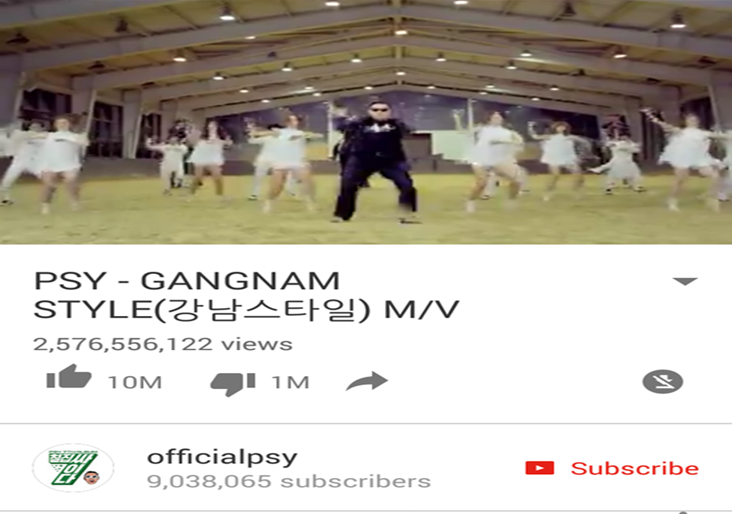 PSY - GANGNAM
STYLE(강남스타일) M/V
2,576,556,122 views
10M 1M
officialpsy
9,038,065 subscribers
Subscribe